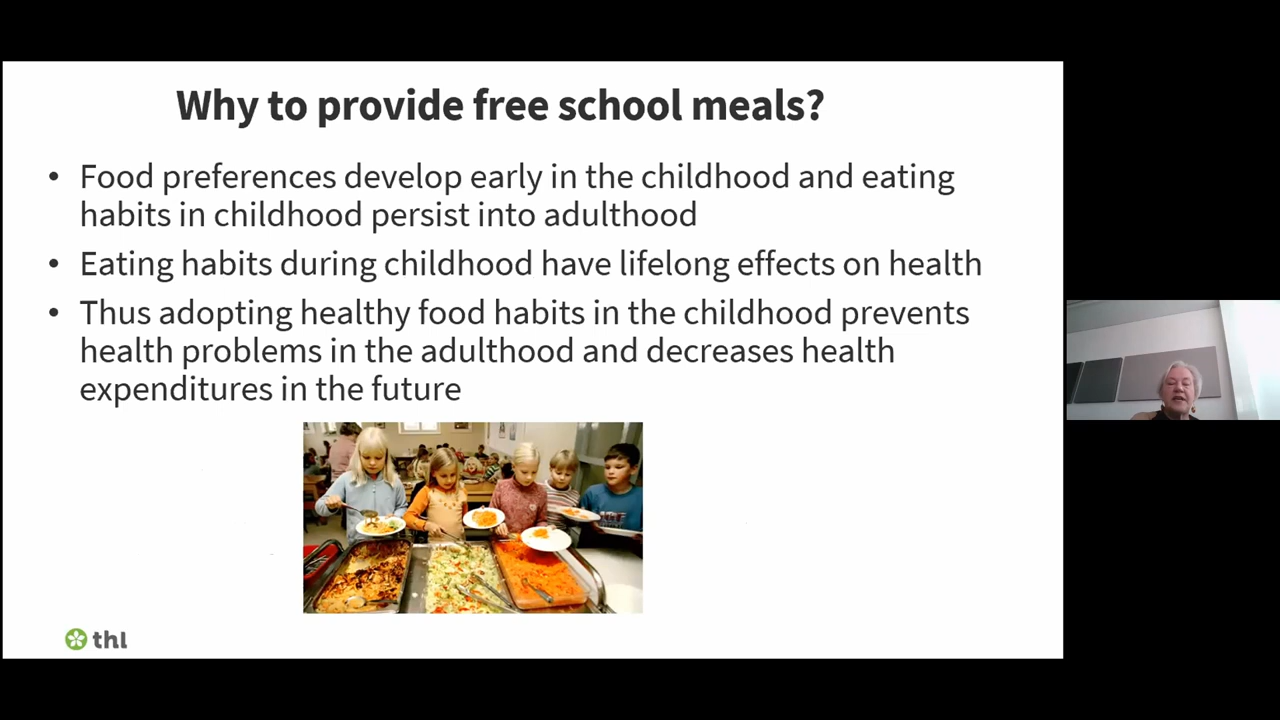 Why to provide free school meals?
• Food preferences develop early in the childhood and eating
habits in childhood persist into adulthood
• Eating habits during childhood have lifelong effects on health
• Thus adopting healthy food habits in the childhood prevents
health problems in the adulthood and decreases health
expenditures in the future
thl